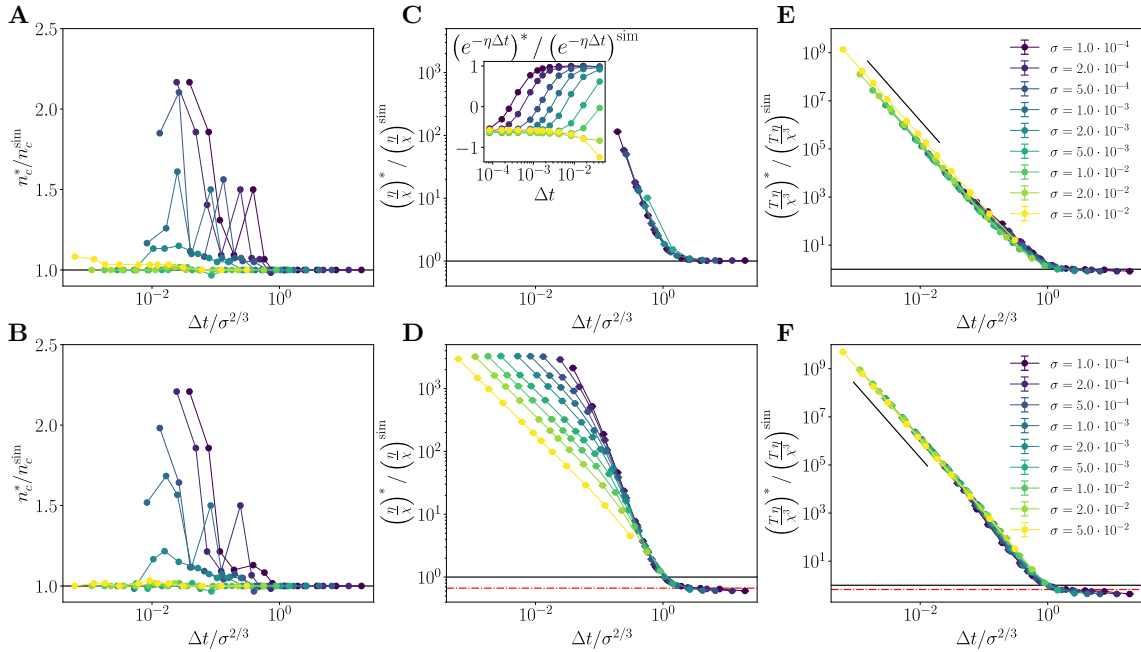 A
C
E
2.5
2.0
1.5
1.0
n_c^*/n_c^sim
10^-2
10^0
Δt/σ^2/3
10^3
10^2
10^1
10^0
(η/χ)^* / (η/χ)^sim
(e^-ηΔt)^* / (e^-ηΔt)^sim
1
0
−1
10^-4
10^-3
10^-2
Δt
10^-2
10^0
Δt/σ^2/3
10^9
10^7
10^5
10^3
10^1
(Tη/χ^3)^* / (Tη/χ^3)^sim
σ = 1.0 · 10^-4
σ = 2.0 · 10^-4
σ = 5.0 · 10^-4
σ = 1.0 · 10^-3
σ = 2.0 · 10^-3
σ = 5.0 · 10^-3
σ = 1.0 · 10^-2
σ = 2.0 · 10^-2
σ = 5.0 · 10^-2
10^-2
10^0
Δt/σ^2/3
B
D
F
2.5
2.0
1.5
1.0
n_c^*/n_c^sim
10^-2
10^0
Δt/σ^2/3
10^3
10^2
10^1
10^0
(η/χ)^* / (η/χ)^sim
10^-2
10^0
Δt/σ^2/3
10^9
10^7
10^5
10^3
10^1
(Tη/χ^3)^* / (Tη/χ^3)^sim
σ = 1.0 · 10^-4
σ = 2.0 · 10^-4
σ = 5.0 · 10^-4
σ = 1.0 · 10^-3
σ = 2.0 · 10^-3
σ = 5.0 · 10^-3
σ = 1.0 · 10^-2
σ = 2.0 · 10^-2
σ = 5.0 · 10^-2
10^-2
10^0
Δt/σ^2/3